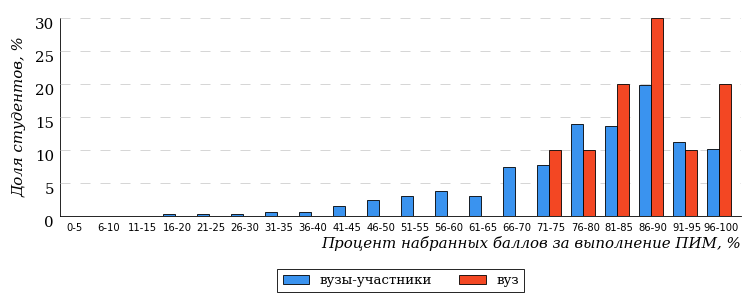 30
25
20
15
10
5
0
Доля студентов, %
0-5 6-10 11-15 16-20 21-25 26-30 31-35 36-40 41-45 46-50 51-55 56-60 61-65 66-70 71-75 76-80 81-85 86-90 91-95 96-100
Процент набранных баллов за выполнение ПИМ, %
вузы-участники вуз